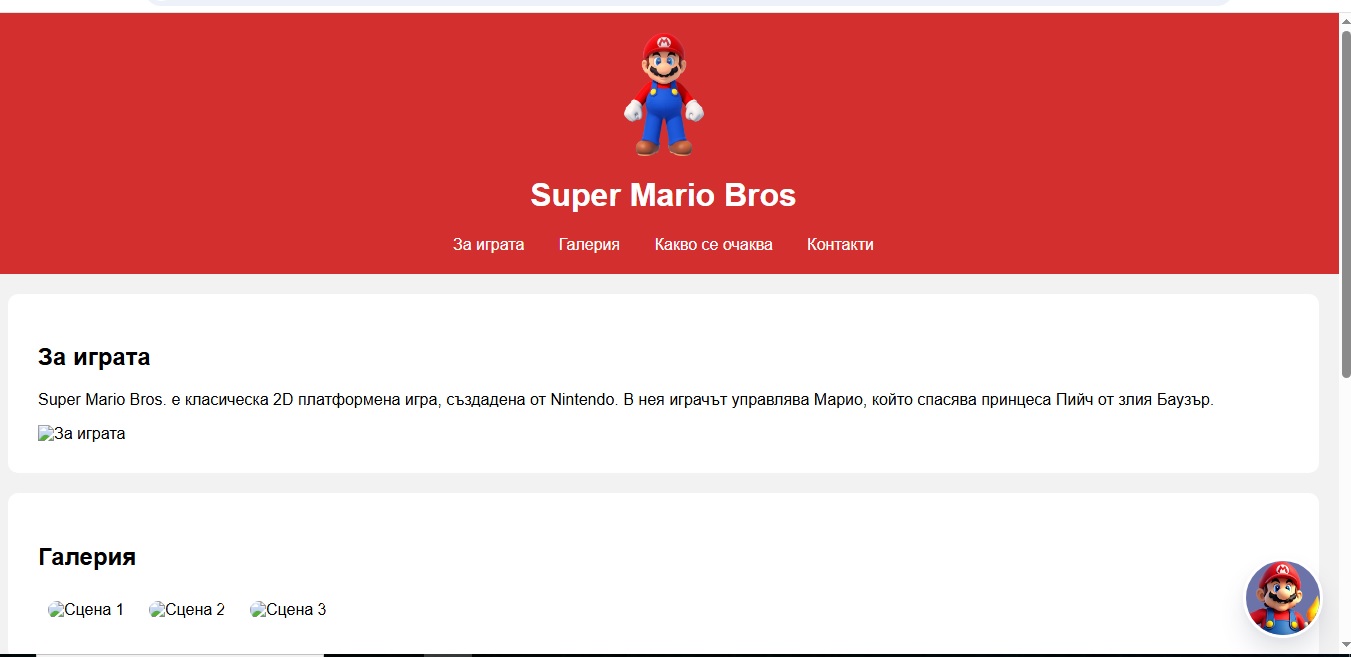 Super Mario Bros
За играта Галерия Какво се очаква Контакти
За играта
Super Mario Bros. е класическа 2D платформена игра, създадена от Nintendo. В нея играчът управлява Марио, който спасява принцеса Пийч от злия Баузър.
За играта
Галерия
Сцена 1 Сцена 2 Сцена 3